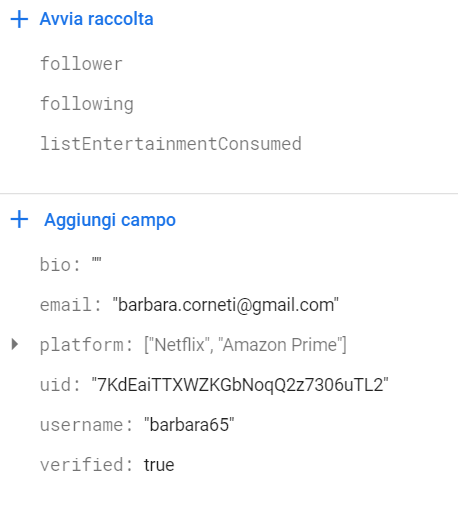 + Avvia raccolta
follower
following
listEntertainmentConsumed
+ Aggiungi campo
bio: ""
email: "barbara.corneti@gmail.com"
platform: ["Netflix", "Amazon Prime"]
uid: "7KdEaiTTXWZKGbNoqQ2z7306uTL2"
username: "barbara65"
verified: true